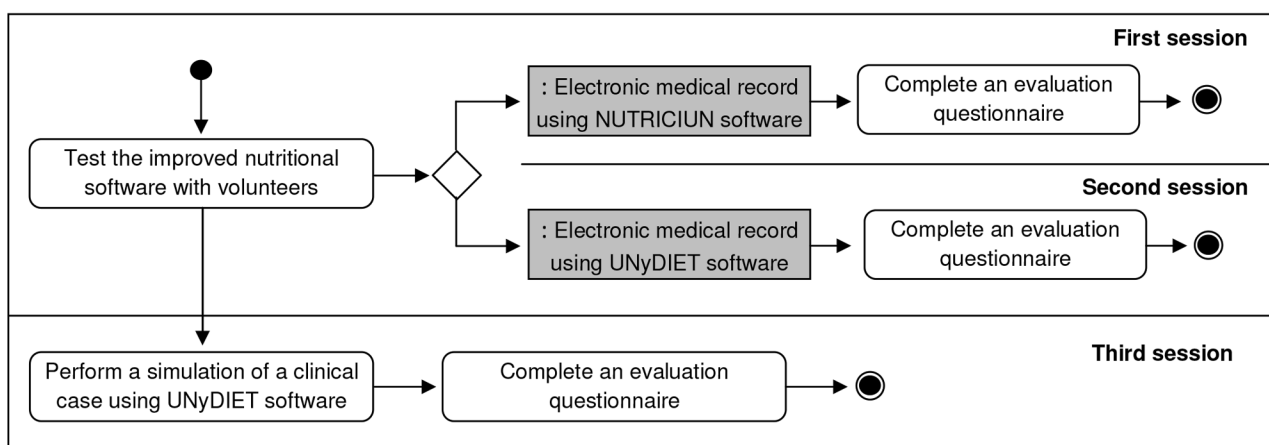 First session
: Electronic medical record
using NUTRICIUN software
Complete an evaluation
questionnaire
Test the improved nutritional
software with volunteers
Second session
: Electronic medical record
using UNyDIET software
Complete an evaluation
questionnaire
Third session
Perform a simulation of a clinical
case using UNyDIET software
Complete an evaluation
questionnaire